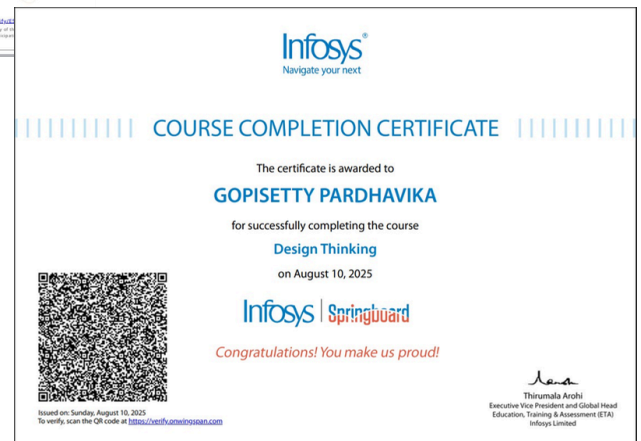 Infosys®
Navigate your next
COURSE COMPLETION CERTIFICATE
The certificate is awarded to
GOPISETTY PARDHAVIKA
for successfully completing the course
Design Thinking
on August 10, 2025
Infosys | Springboard
Congratulations! You make us proud!
Thirumala Arohi
Executive Vice President and Global Head
Education, Training & Assessment (ETA)
Infosys Limited
Issued on: Sunday, August 10, 2025
To verify, scan the QR code at https://verify.onwingspan.com